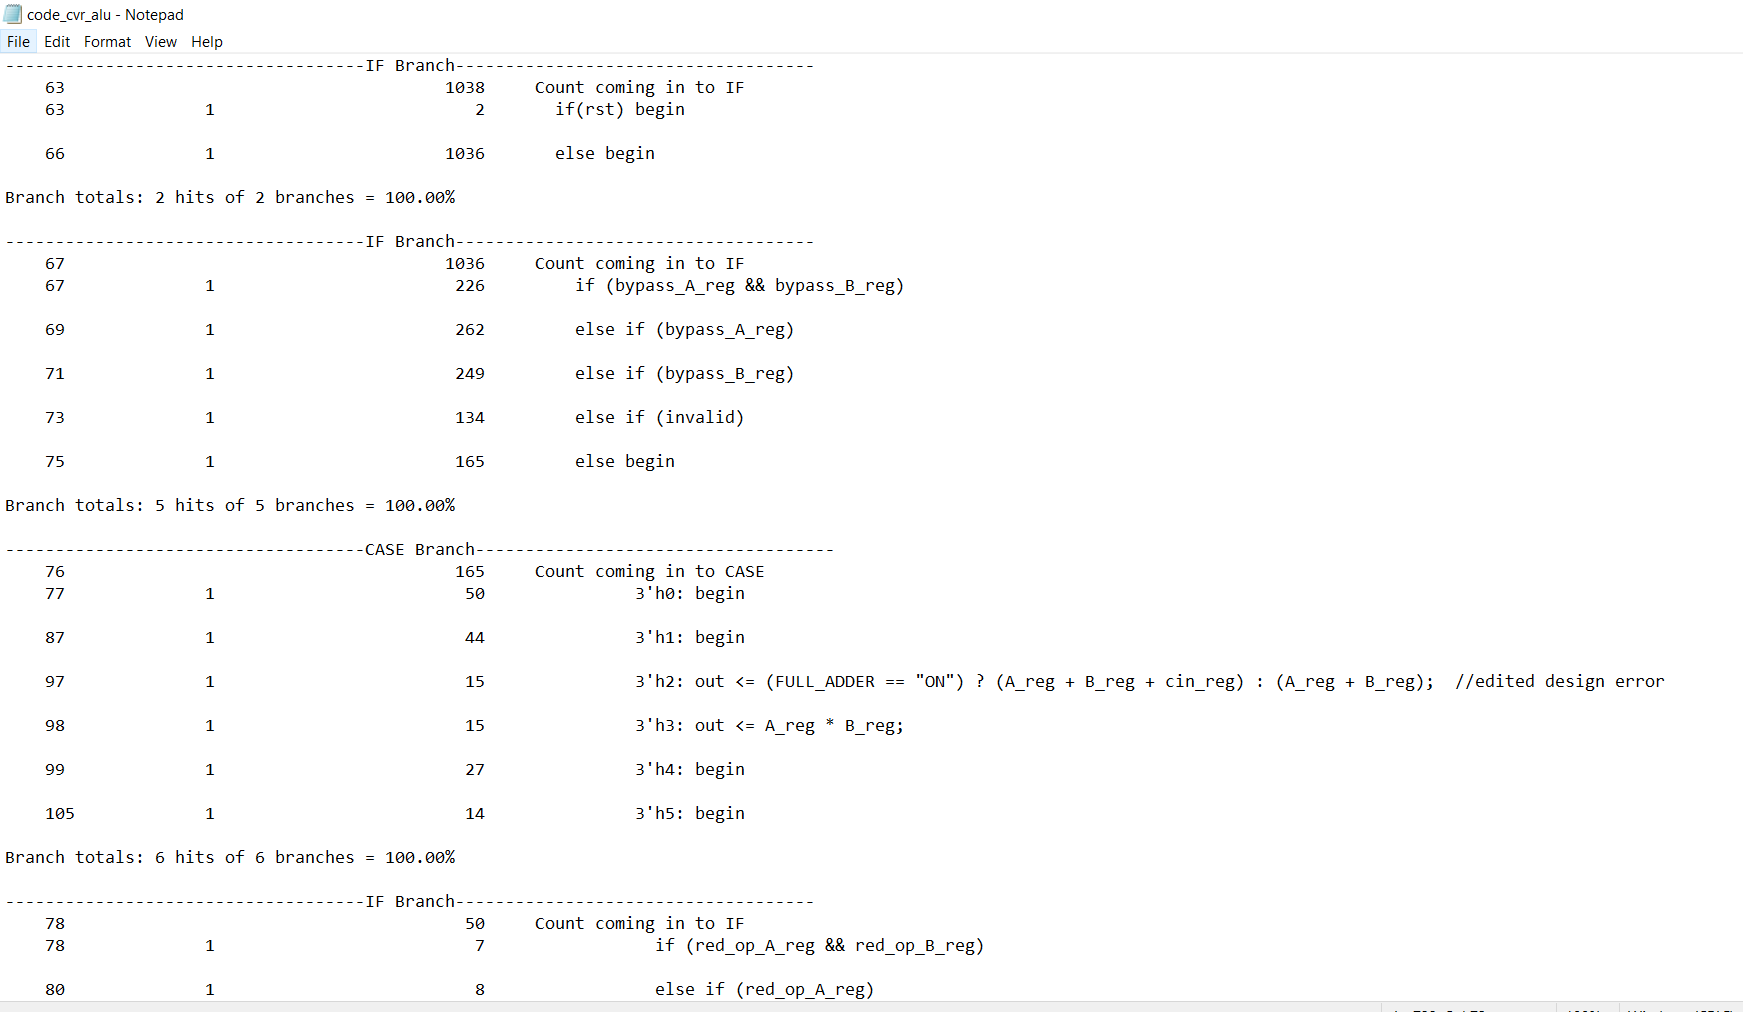 code_cvr_alu - Notepad
File Edit Format View Help
------------------------------------IF Branch------------------------------------
63 1038 Count coming in to IF
63 1 2 if(rst) begin
66 1 1036 else begin
Branch totals: 2 hits of 2 branches = 100.00%
------------------------------------IF Branch------------------------------------
67 1036 Count coming in to IF
67 1 226 if (bypass_A_reg && bypass_B_reg)
69 1 262 else if (bypass_A_reg)
71 1 249 else if (bypass_B_reg)
73 1 134 else if (invalid)
75 1 165 else begin
Branch totals: 5 hits of 5 branches = 100.00%
------------------------------------CASE Branch------------------------------------
76 165 Count coming in to CASE
77 1 50 3'h0: begin
87 1 44 3'h1: begin
97 1 15 3'h2: out <= (FULL_ADDER == "ON") ? (A_reg + B_reg + cin_reg) : (A_reg + B_reg); //edited design error
98 1 15 3'h3: out <= A_reg * B_reg;
99 1 27 3'h4: begin
105 1 14 3'h5: begin
Branch totals: 6 hits of 6 branches = 100.00%
------------------------------------IF Branch------------------------------------
78 50 Count coming in to IF
78 1 7 if (red_op_A_reg && red_op_B_reg)
80 1 8 else if (red_op_A_reg)